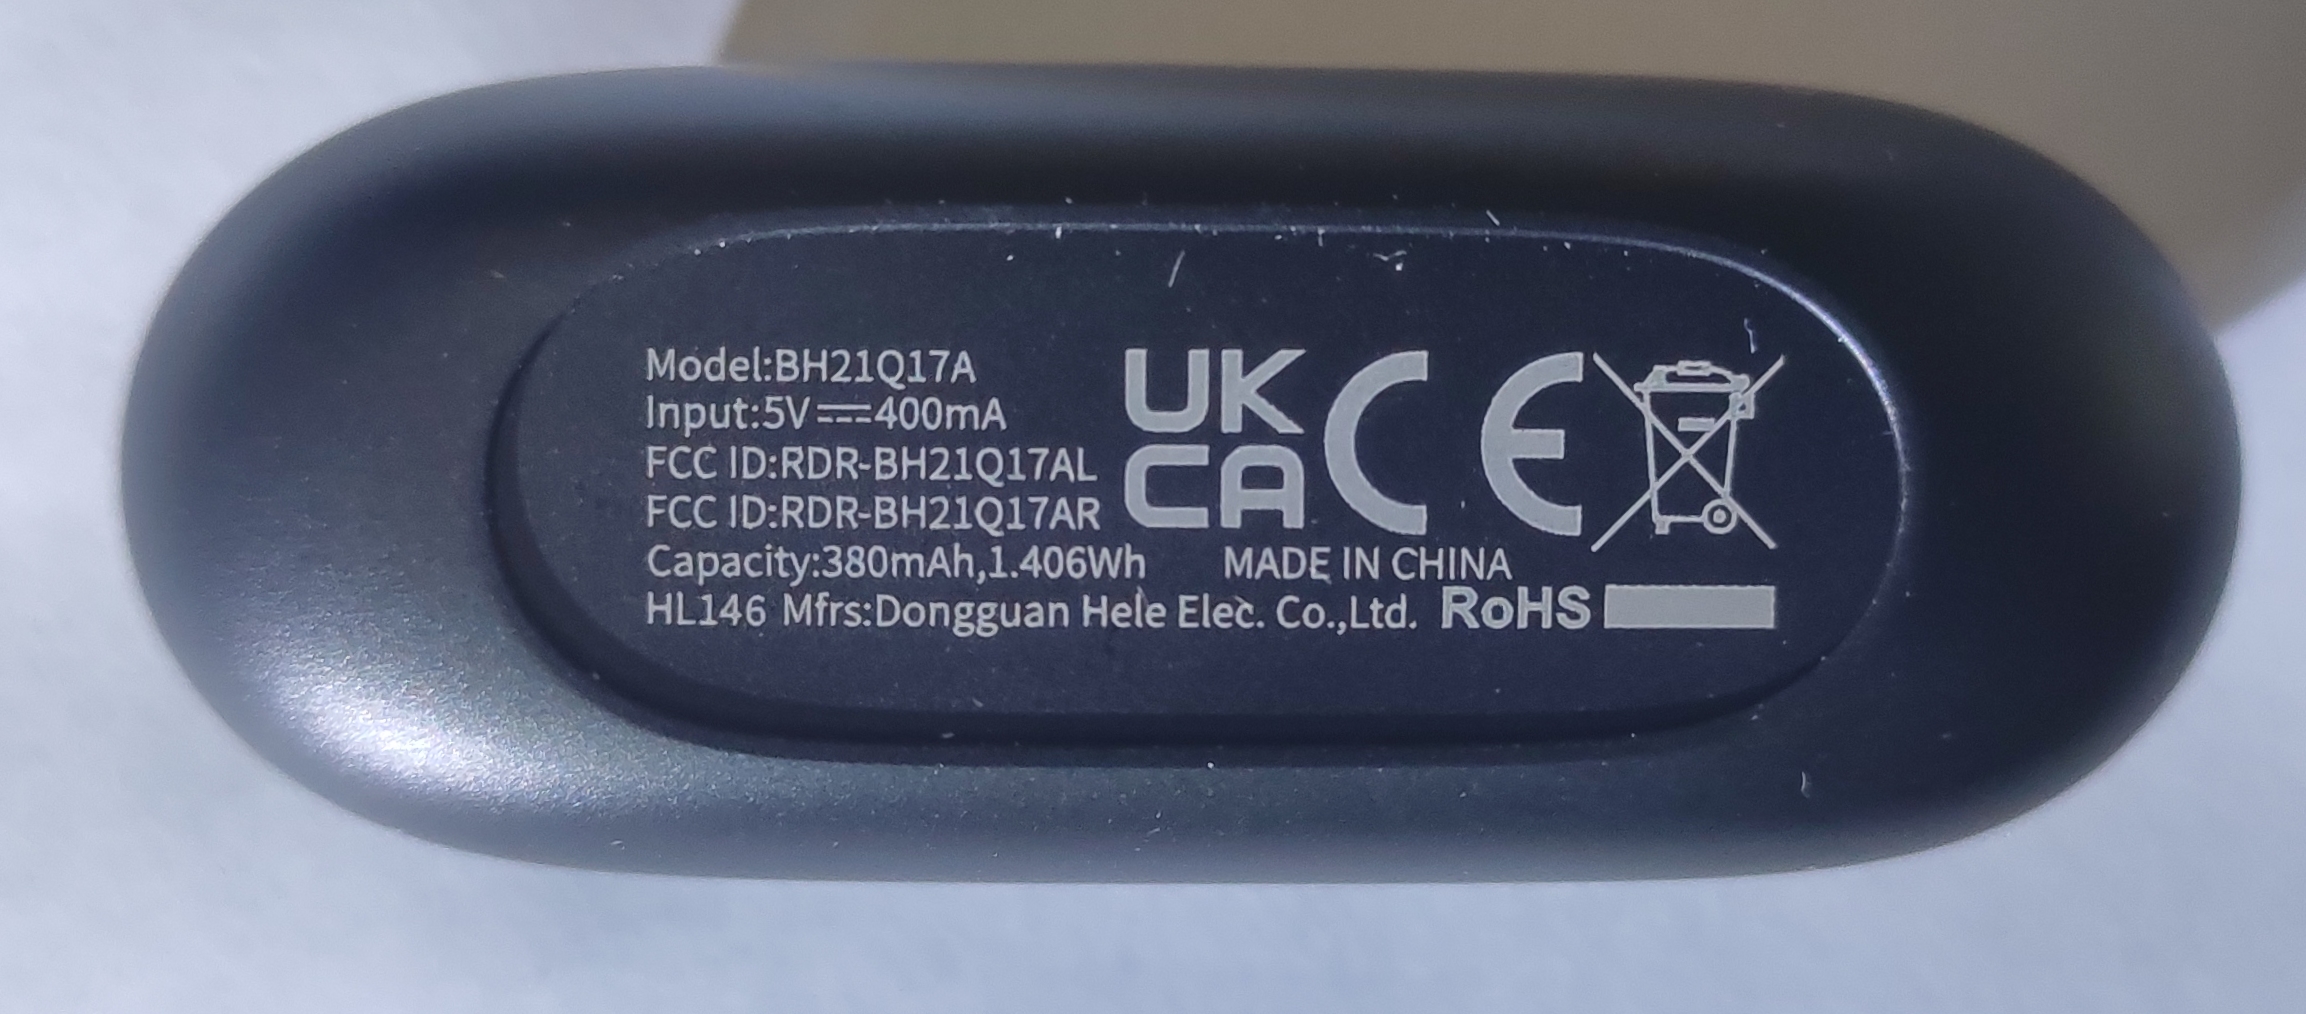 Model:BH21Q17A
Input:5V⎓400mA
FCC ID:RDR-BH21Q17AL
FCC ID:RDR-BH21Q17AR
Capacity:380mAh,1.406Wh
HL146 Mfrs:Dongguan Hele Elec. Co.,Ltd.
UK
CA
CE
MADE IN CHINA
RoHS